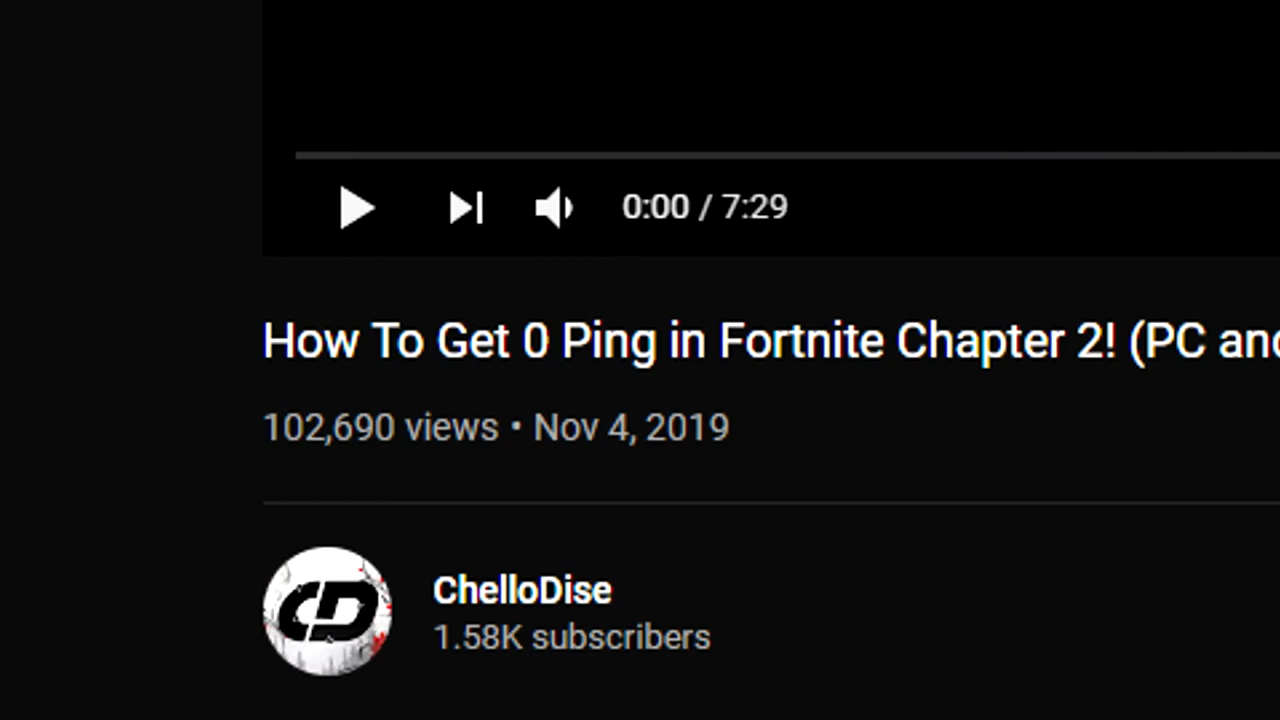 0:00 / 7:29
How To Get 0 Ping in Fortnite Chapter 2! (PC and
102,690 views • Nov 4, 2019
CD
ChelloDise
1.58K subscribers